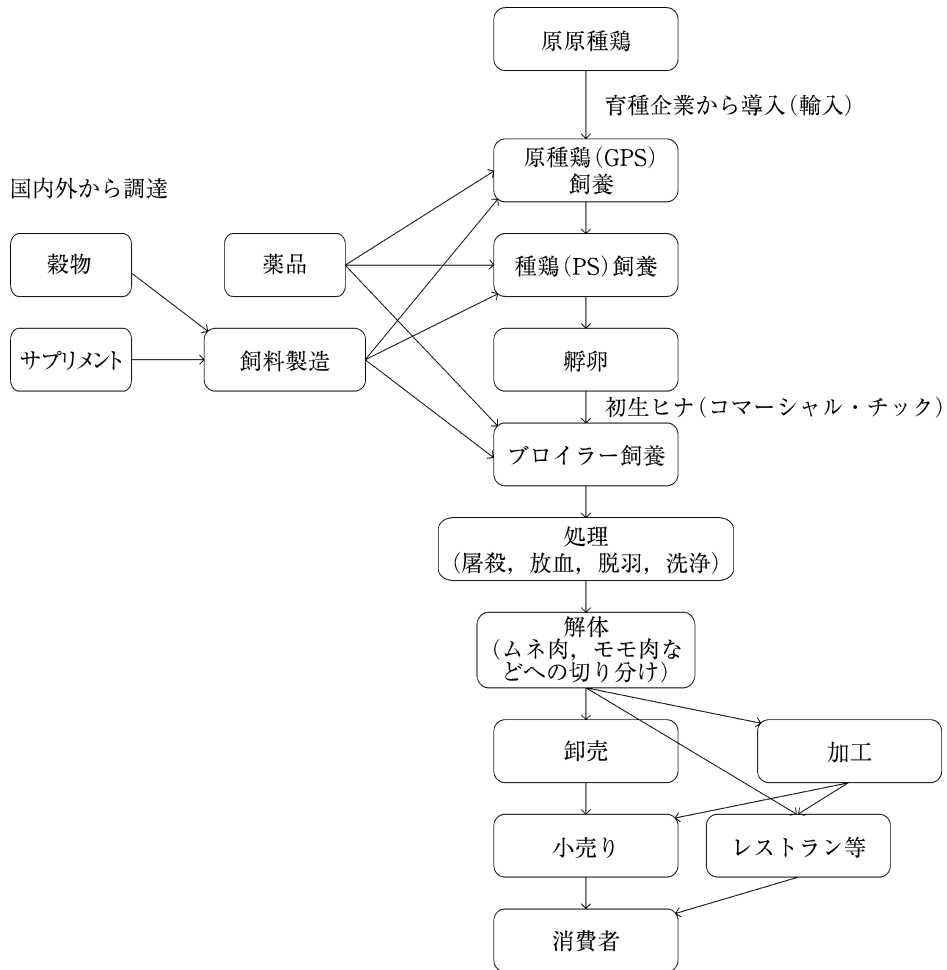 原原種鶏
育種企業から導入(輸入)
原種鶏(GPS)
飼養
国内外から調達
穀物
薬品
種鶏(PS)飼養
サプリメント
飼料製造
孵卵
初生ヒナ(コマーシャル・チック)
ブロイラー飼養
処理
(屠殺，放血，脱羽，洗浄)
解体
(ムネ肉，モモ肉な
どへの切り分け)
卸売
加工
小売り
レストラン等
消費者